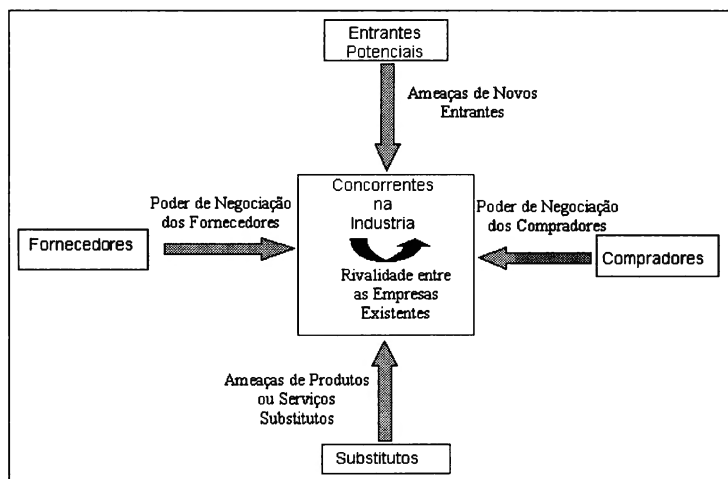 Entrantes
Potenciais
Ameaças de Novos
Entrantes
Concorrentes
na
Industria
Rivalidade entre
as Empresas
Existentes
Poder de Negociação
dos Fornecedores
Fornecedores
Poder de Negociação
dos Compradores
Compradores
Ameaças de Produtos
ou Serviços
Substitutos
Substitutos